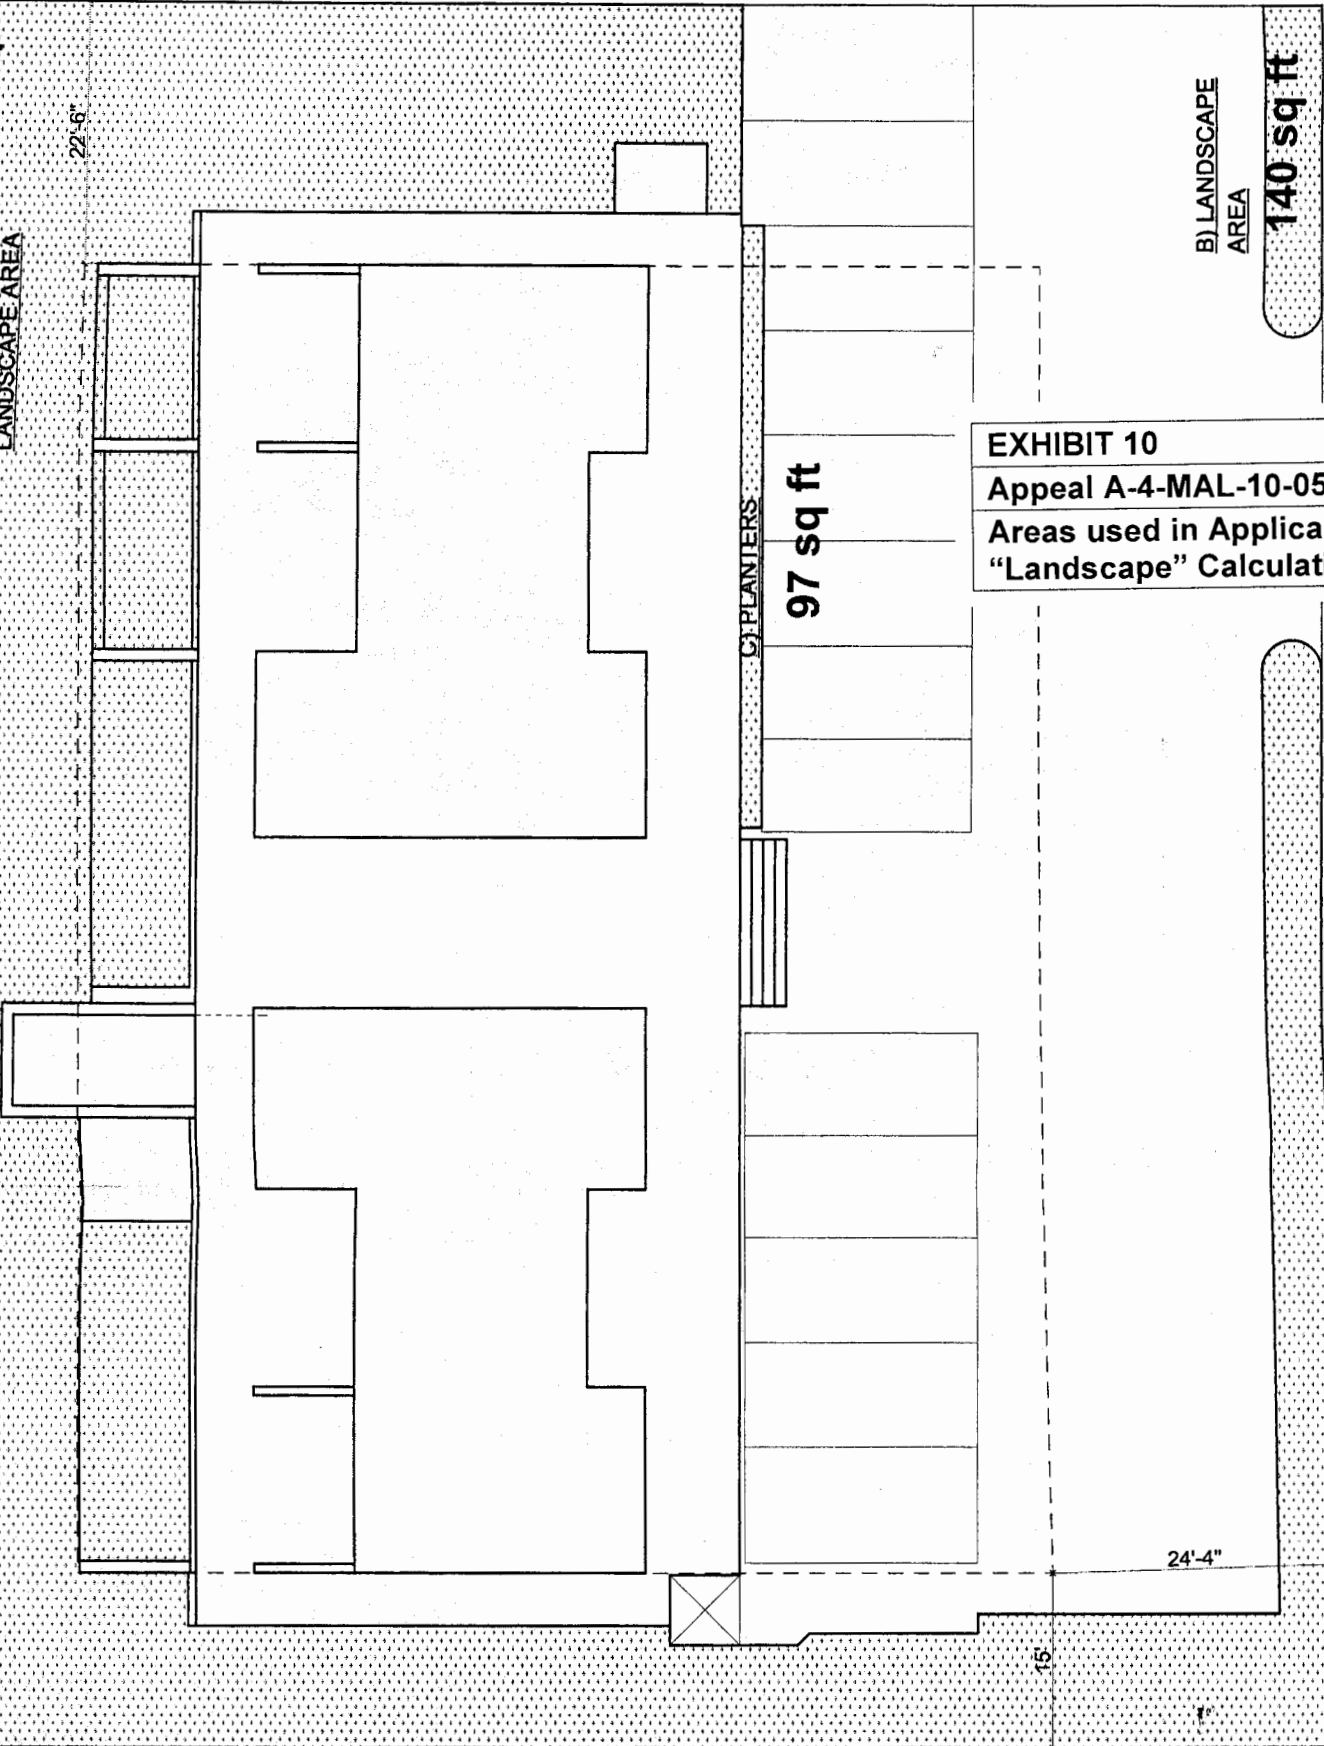 22'-6"
LANDSCAPE AREA
B) LANDSCAPE
AREA
140 sq ft
EXHIBIT 10
Appeal A-4-MAL-10-05
Areas used in Applica
"Landscape" Calculati
C) PLANTERS
97 sq ft
24'-4"
15'